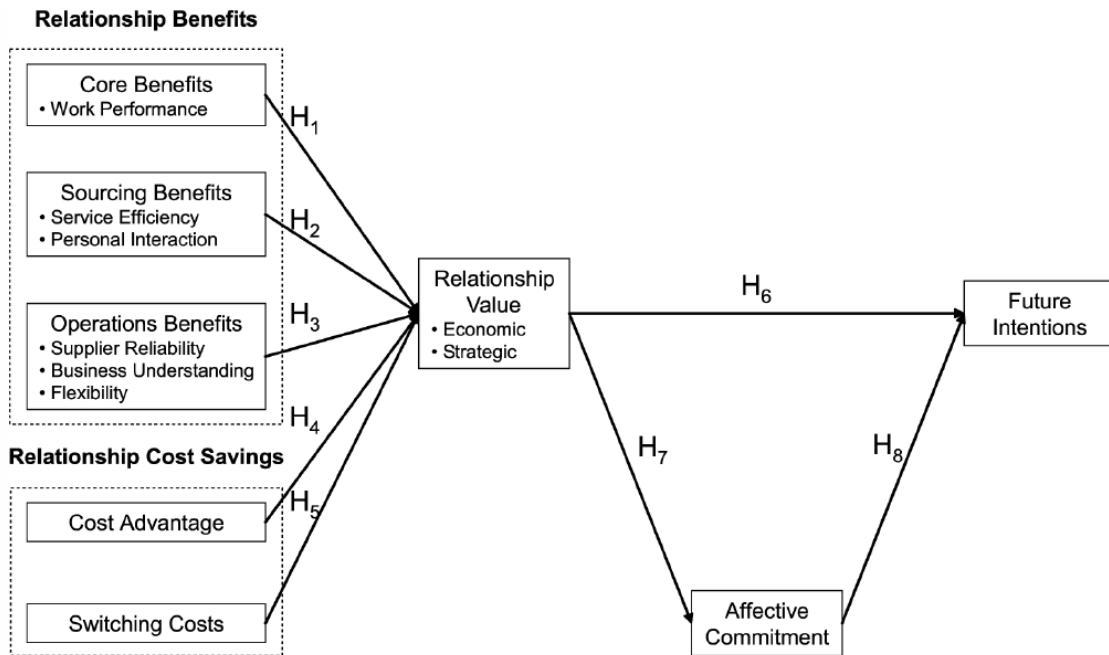 Relationship Benefits
Core Benefits
• Work Performance
H₁
Sourcing Benefits
• Service Efficiency
• Personal Interaction
H₂
Operations Benefits
• Supplier Reliability
• Business Understanding
• Flexibility
H₃
H₄
Relationship Cost Savings
Cost Advantage
H₅
Switching Costs
Relationship
Value
• Economic
• Strategic
H₆
H₇
H₈
Affective
Commitment
Future
Intentions